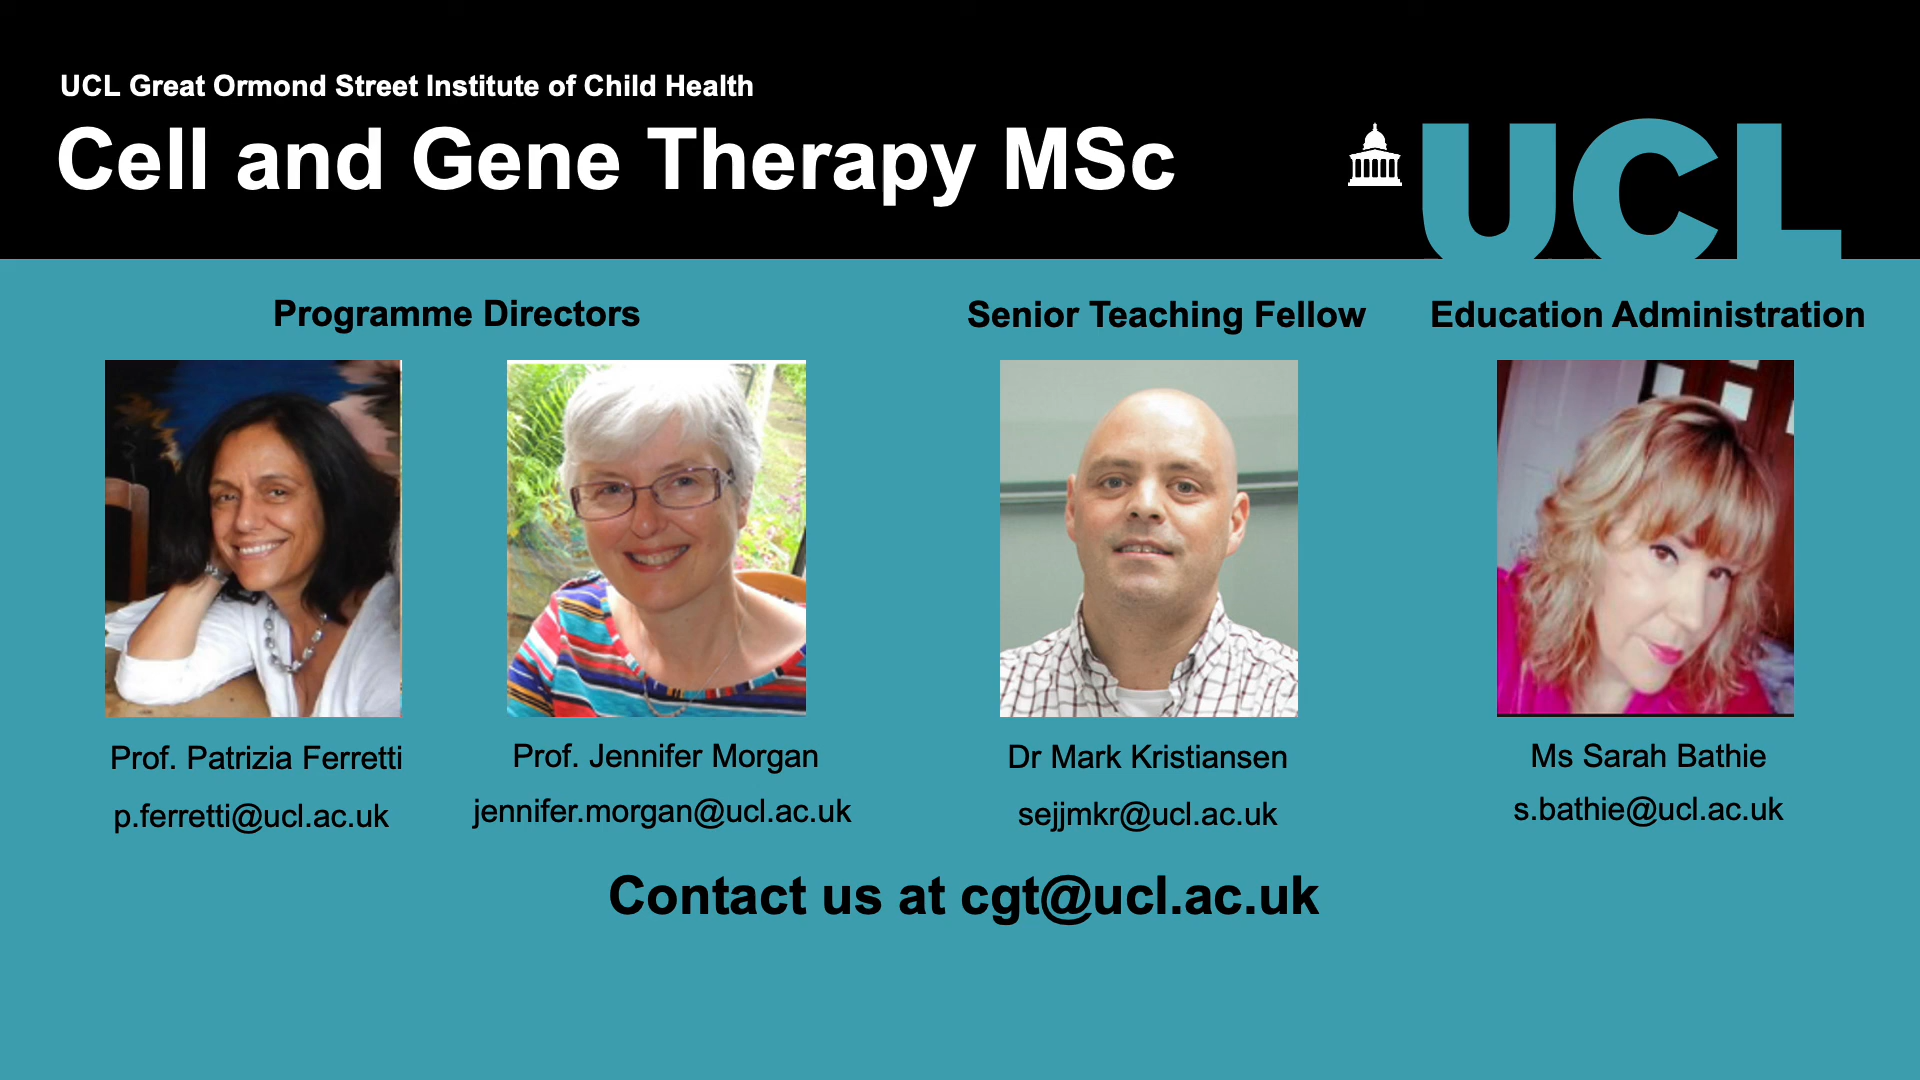 UCL Great Ormond Street Institute of Child Health
Cell and Gene Therapy MSc
UCL
Programme Directors
Senior Teaching Fellow
Education Administration
Prof. Patrizia Ferretti
p.ferretti@ucl.ac.uk
Prof. Jennifer Morgan
jennifer.morgan@ucl.ac.uk
Dr Mark Kristiansen
sejjmkr@ucl.ac.uk
Ms Sarah Bathie
s.bathie@ucl.ac.uk
Contact us at cgt@ucl.ac.uk